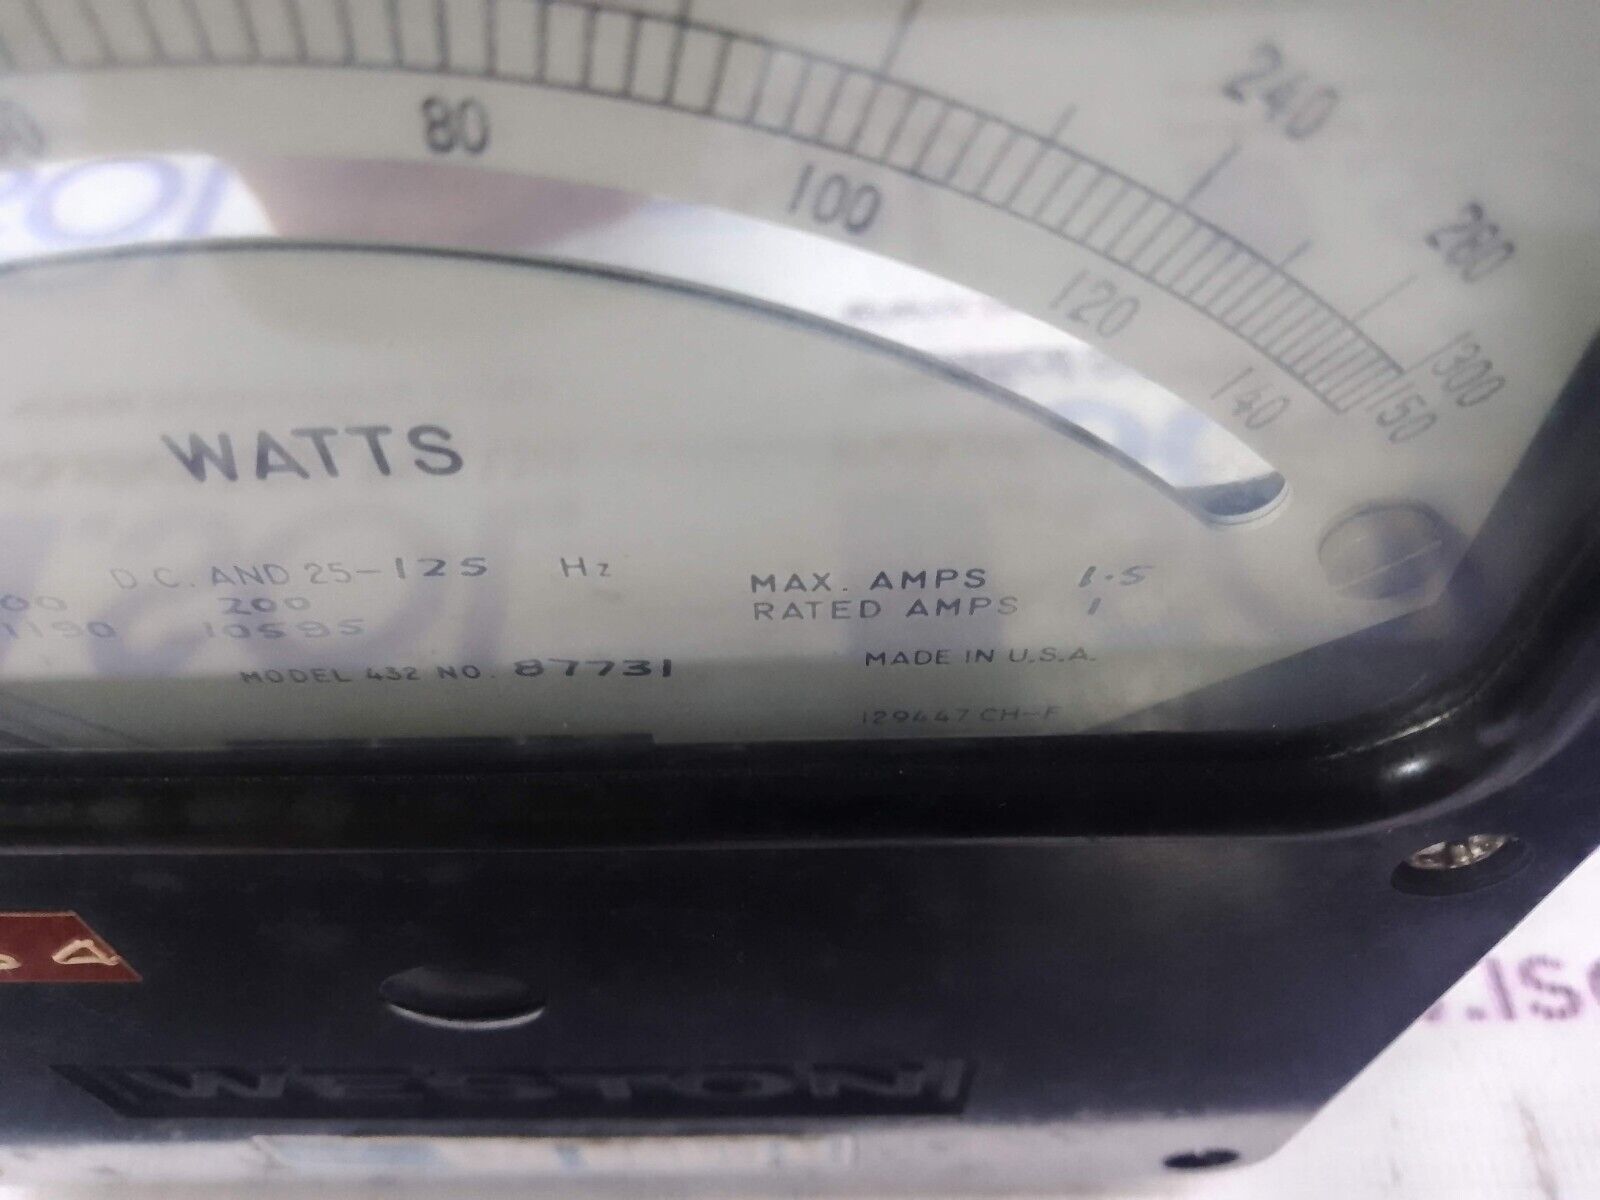 240
80
100
260
120
300
140
150
WATTS
D.C. AND 25-125 Hz
200
10595
MAX. AMPS 1.5
RATED AMPS 1
MODEL 432 NO. 87731
MADE IN U.S.A.
129447 CH-F
WESTON